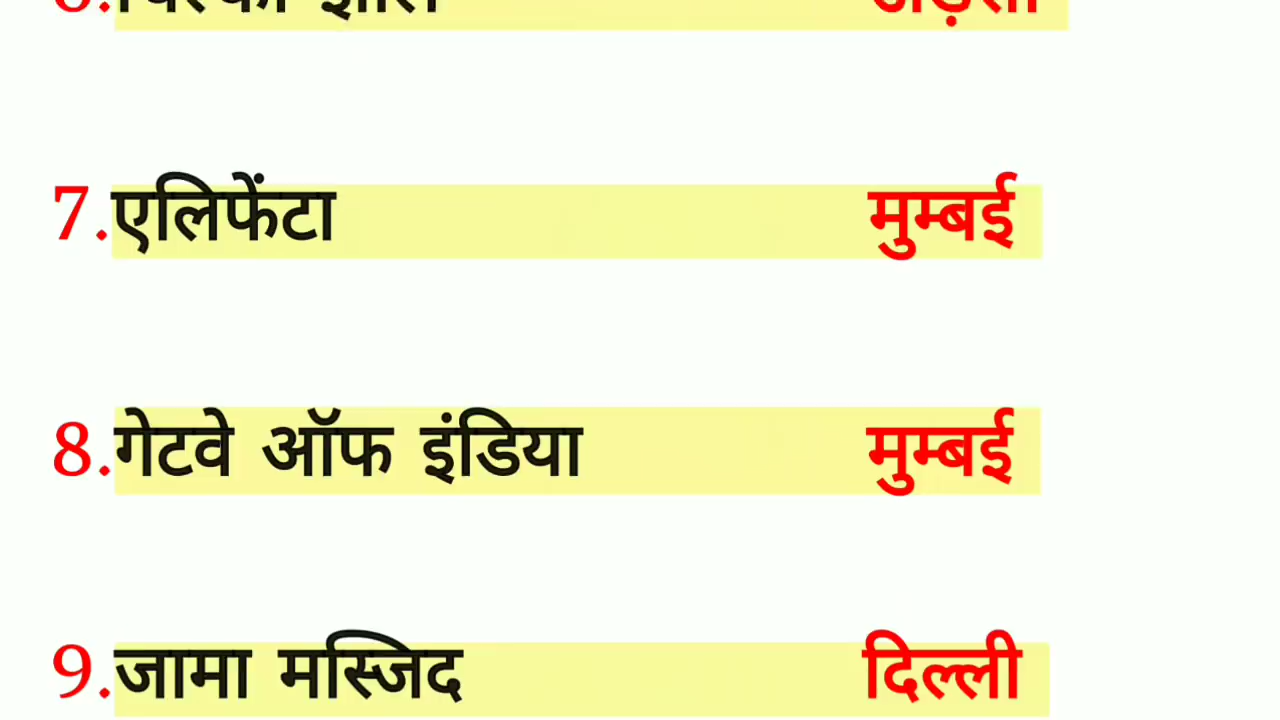 7.एलिफेंटा मुम्बई
8.गेटवे ऑफ इंडिया मुम्बई
9.जामा मस्जिद दिल्ली